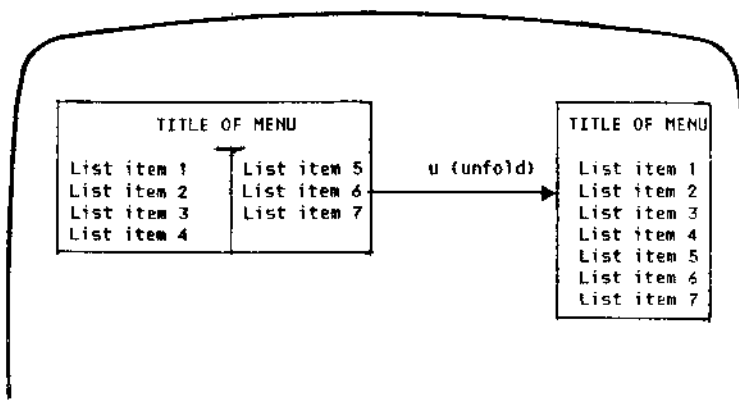 TITLE OF MENU
List item 1
List item 2
List item 3
List item 4
List item 5
List item 6
List item 7
u (unfold)
TITLE OF MENU
List item 1
List item 2
List item 3
List item 4
List item 5
List item 6
List item 7